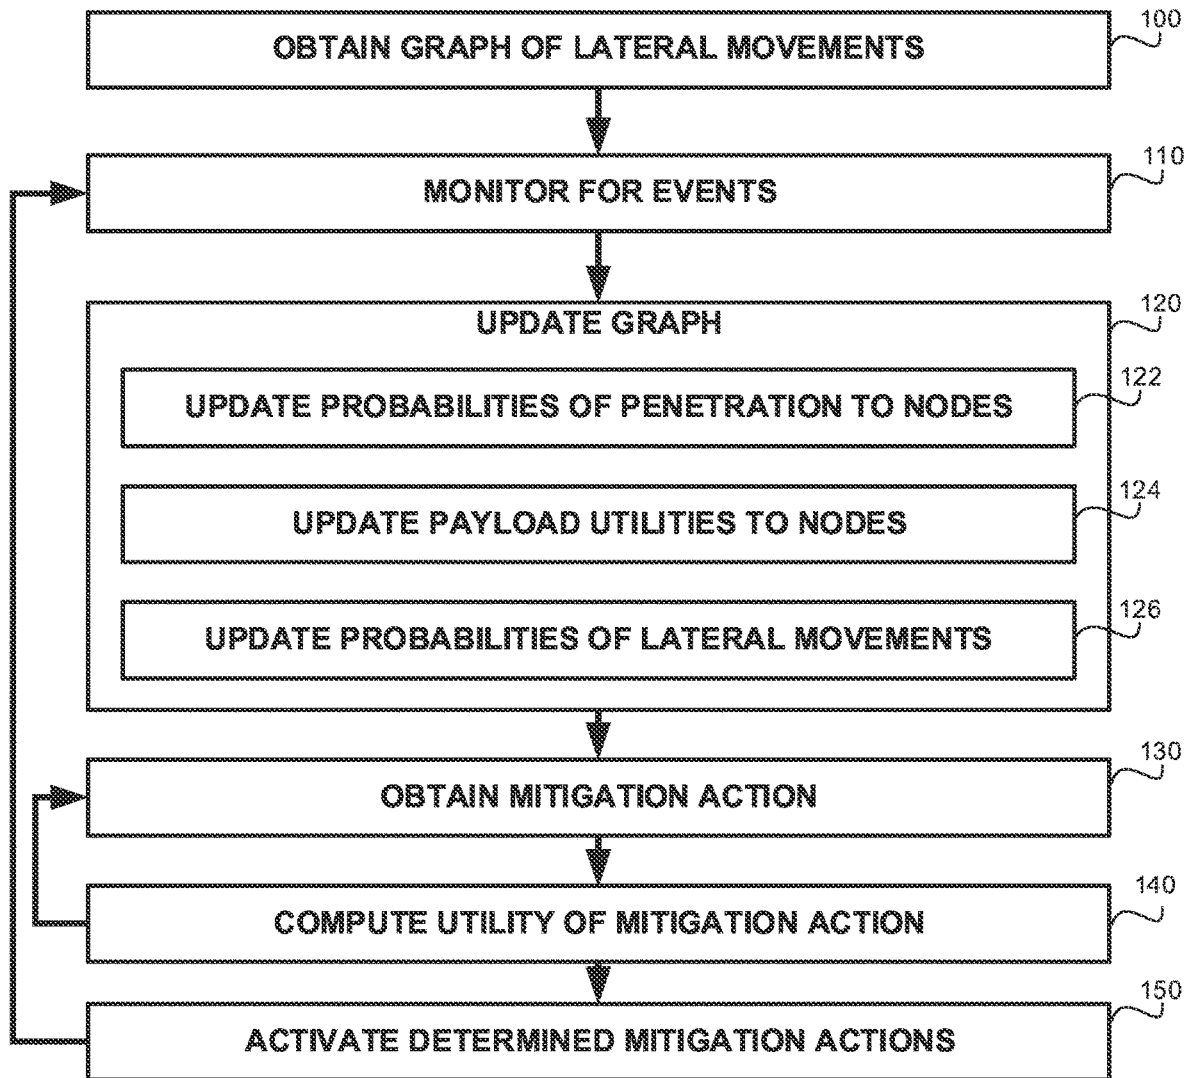 100
OBTAIN GRAPH OF LATERAL MOVEMENTS
110
MONITOR FOR EVENTS
120
UPDATE GRAPH
122
UPDATE PROBABILITIES OF PENETRATION TO NODES
124
UPDATE PAYLOAD UTILITIES TO NODES
126
UPDATE PROBABILITIES OF LATERAL MOVEMENTS
130
OBTAIN MITIGATION ACTION
140
COMPUTE UTILITY OF MITIGATION ACTION
150
ACTIVATE DETERMINED MITIGATION ACTIONS